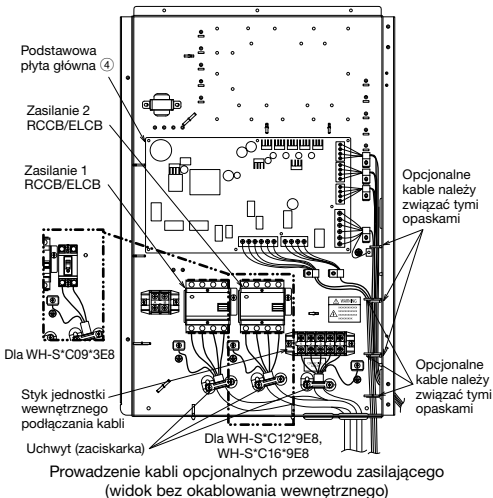 Podstawowa
płyta główna ④
Zasilanie 2
RCCB/ELCB
Zasilanie 1
RCCB/ELCB
Opcjonalne
kable należy
związać tymi
opaskami
WARNING
Dla WH-S*C09*3E8
Styk jednostki
wewnętrznego
podłączania kabli
Uchwyt (zaciskarka)
Dla WH-S*C12*9E8,
WH-S*C16*9E8
Opcjonalne
kable należy
związać tymi
opaskami
Prowadzenie kabli opcjonalnych przewodu zasilającego
(widok bez okablowania wewnętrznego)